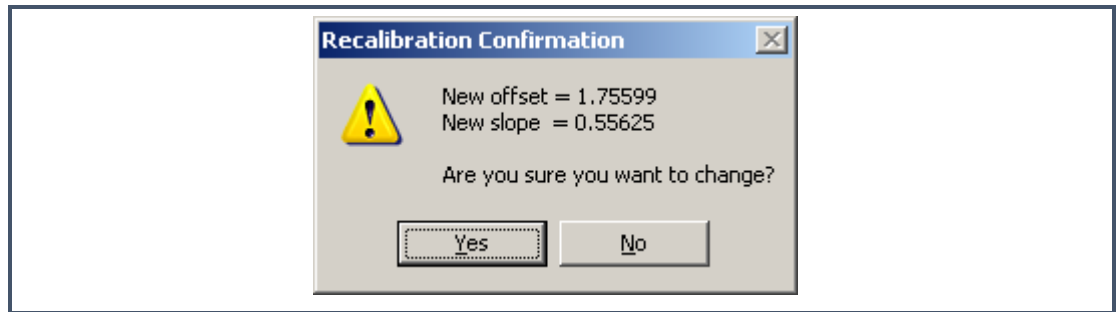 Recalibration Confirmation
New offset = 1.75599
New slope = 0.55625
Are you sure you want to change?
Yes
No